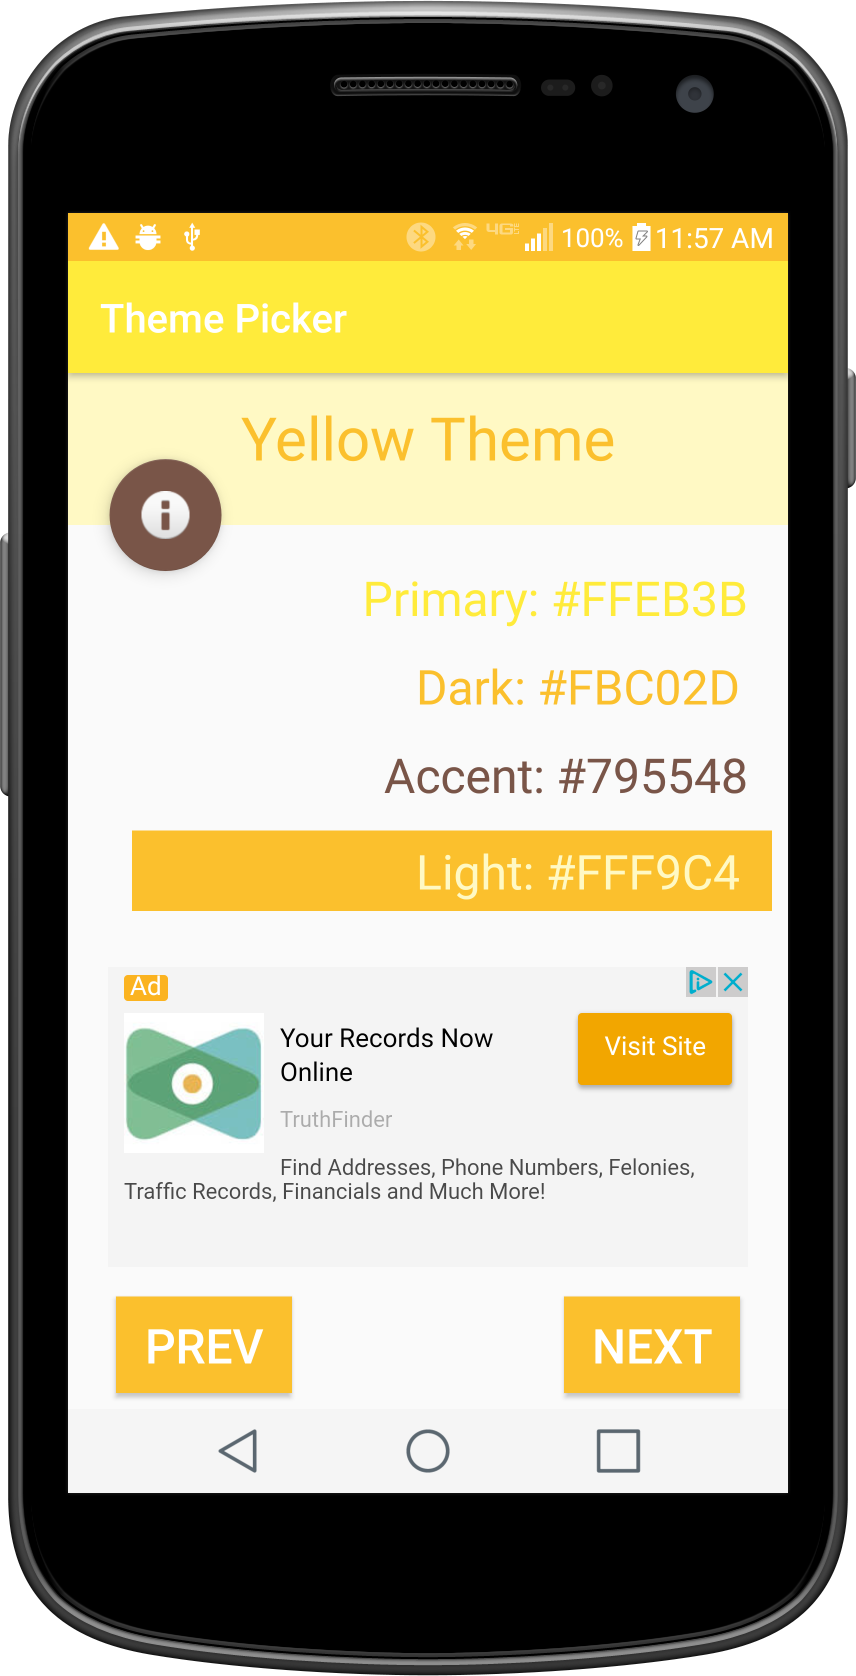 4G 100% 11:57 AM
Theme Picker
Yellow Theme
Primary: #FFEB3B
Dark: #FBC02D
Accent: #795548
Light: #FFF9C4
Ad
Your Records Now
Online
Visit Site
TruthFinder
Find Addresses, Phone Numbers, Felonies,
Traffic Records, Financials and Much More!
PREV
NEXT